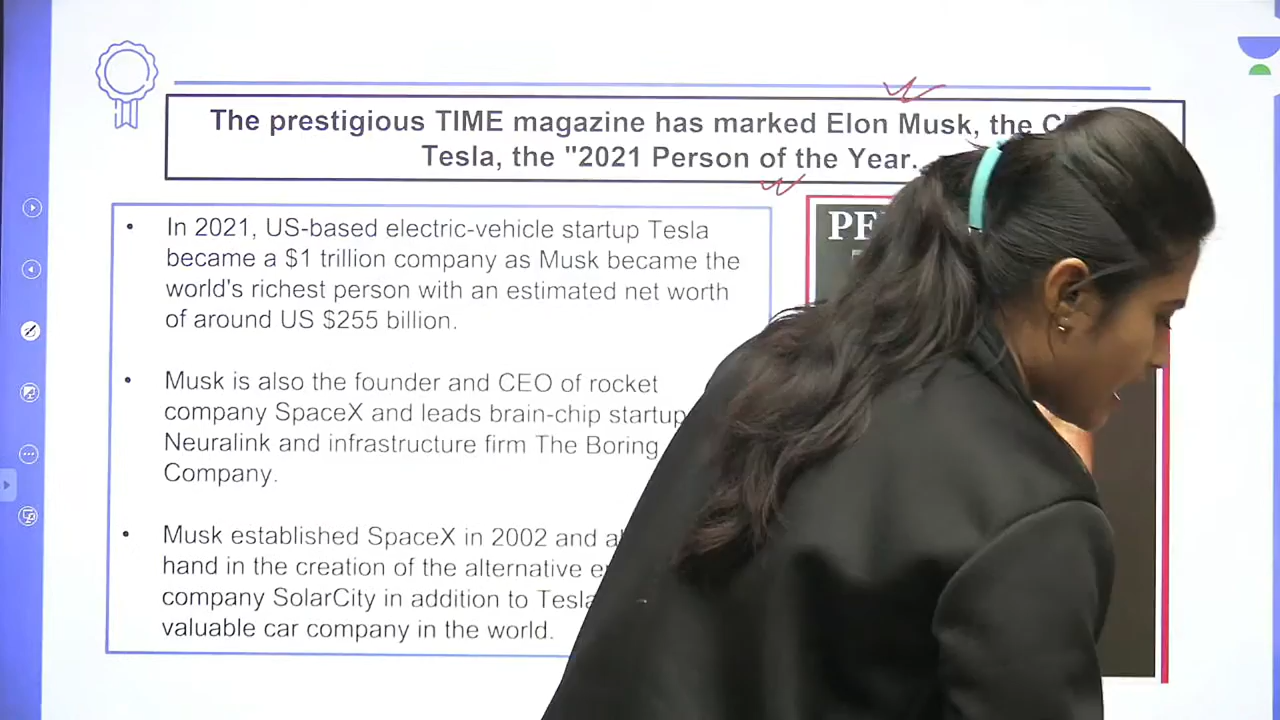 The prestigious TIME magazine has marked Elon Musk, the
Tesla, the "2021 Person of the Year.
In 2021, US-based electric-vehicle startup Tesla
became a $1 trillion company as Musk became the
world's richest person with an estimated net worth
of around US $255 billion.
Musk is also the founder and CEO of rocket
company SpaceX and leads brain-chip startup
Neuralink and infrastructure firm The Boring
Company.
Musk established SpaceX in 2002 and
hand in the creation of the alternative
company SolarCity in addition to Tesla
valuable car company in the world.